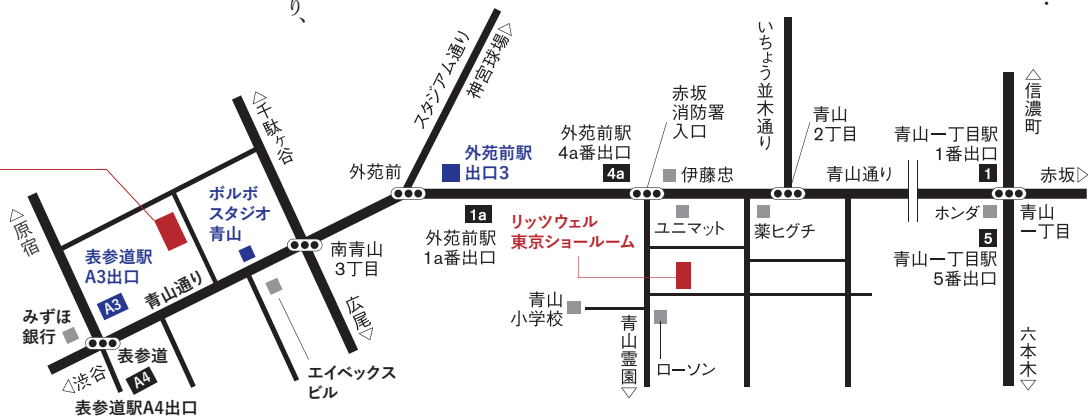 り、
△千駄ヶ谷
スタジアム通り
神宮球場▷
いちょう並木通り
△信濃町
赤坂
消防署
入口
青山
2丁目
外苑前駅
4a番出口
4a
伊藤忠
青山一丁目駅
1番出口
1
外苑前
外苑前駅
出口3
青山通り
赤坂▷
△原宿
ボルボ
スタジオ
青山
1a
外苑前駅
1a番出口
リッツウェル
東京ショールーム
ユニマット
薬ヒグチ
ホンダ
青山
一丁目
5
青山一丁目駅
5番出口
表参道駅
A3出口
A3
青山通り
南青山
3丁目
広尾▽
青山
小学校
青山霊園▽
ローソン
六本木▽
みずほ
銀行
表参道
◁渋谷
A4
表参道駅A4出口
エイベックス
ビル